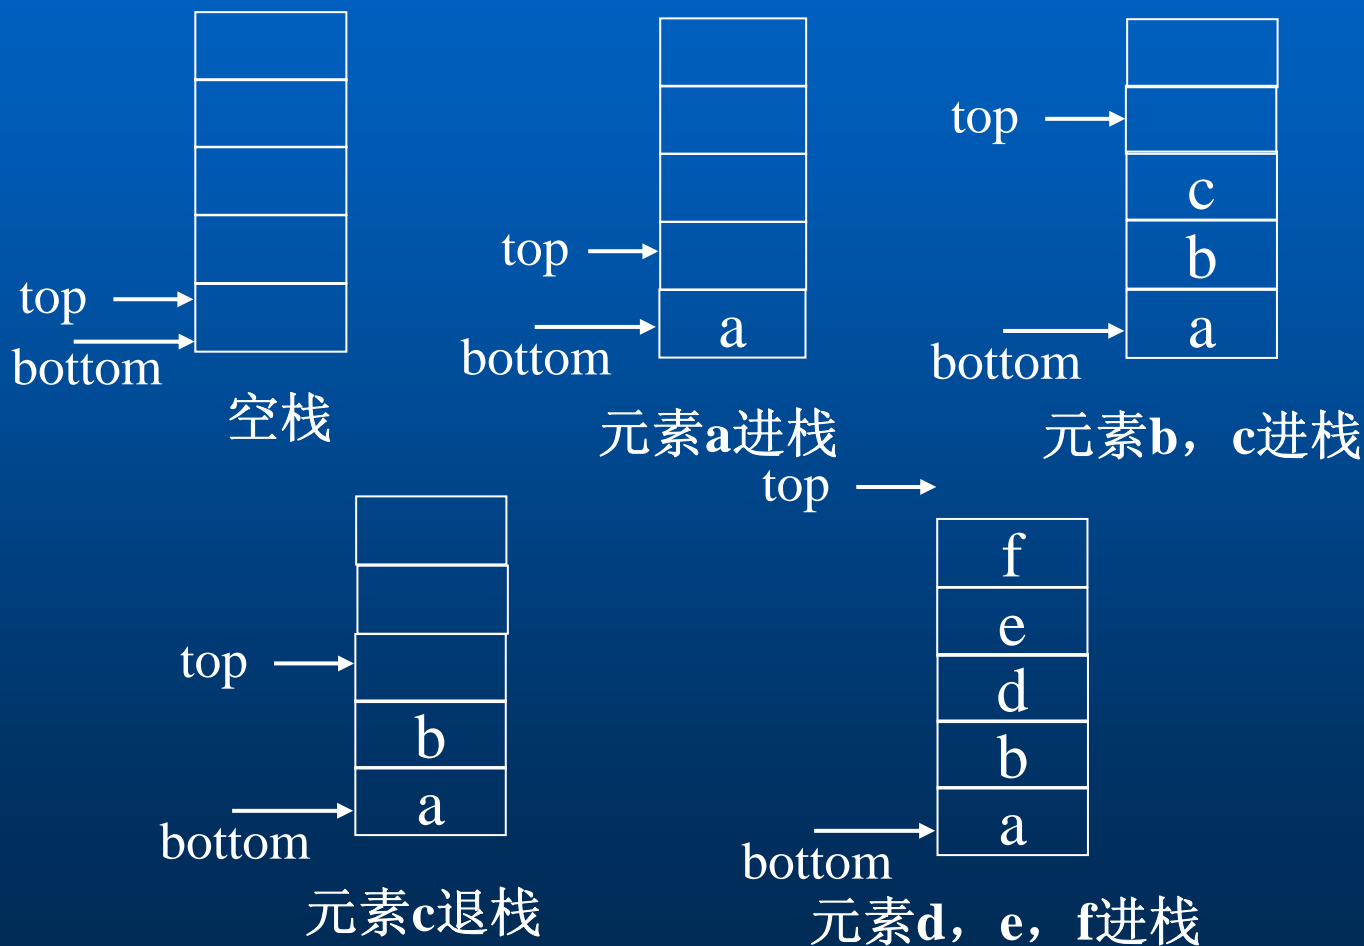 top
bottom
空栈
top
a
bottom
元素a进栈
top
c
b
a
bottom
元素b，c进栈
top
b
a
bottom
元素c退栈
top
f
e
d
b
a
bottom
元素d，e，f进栈